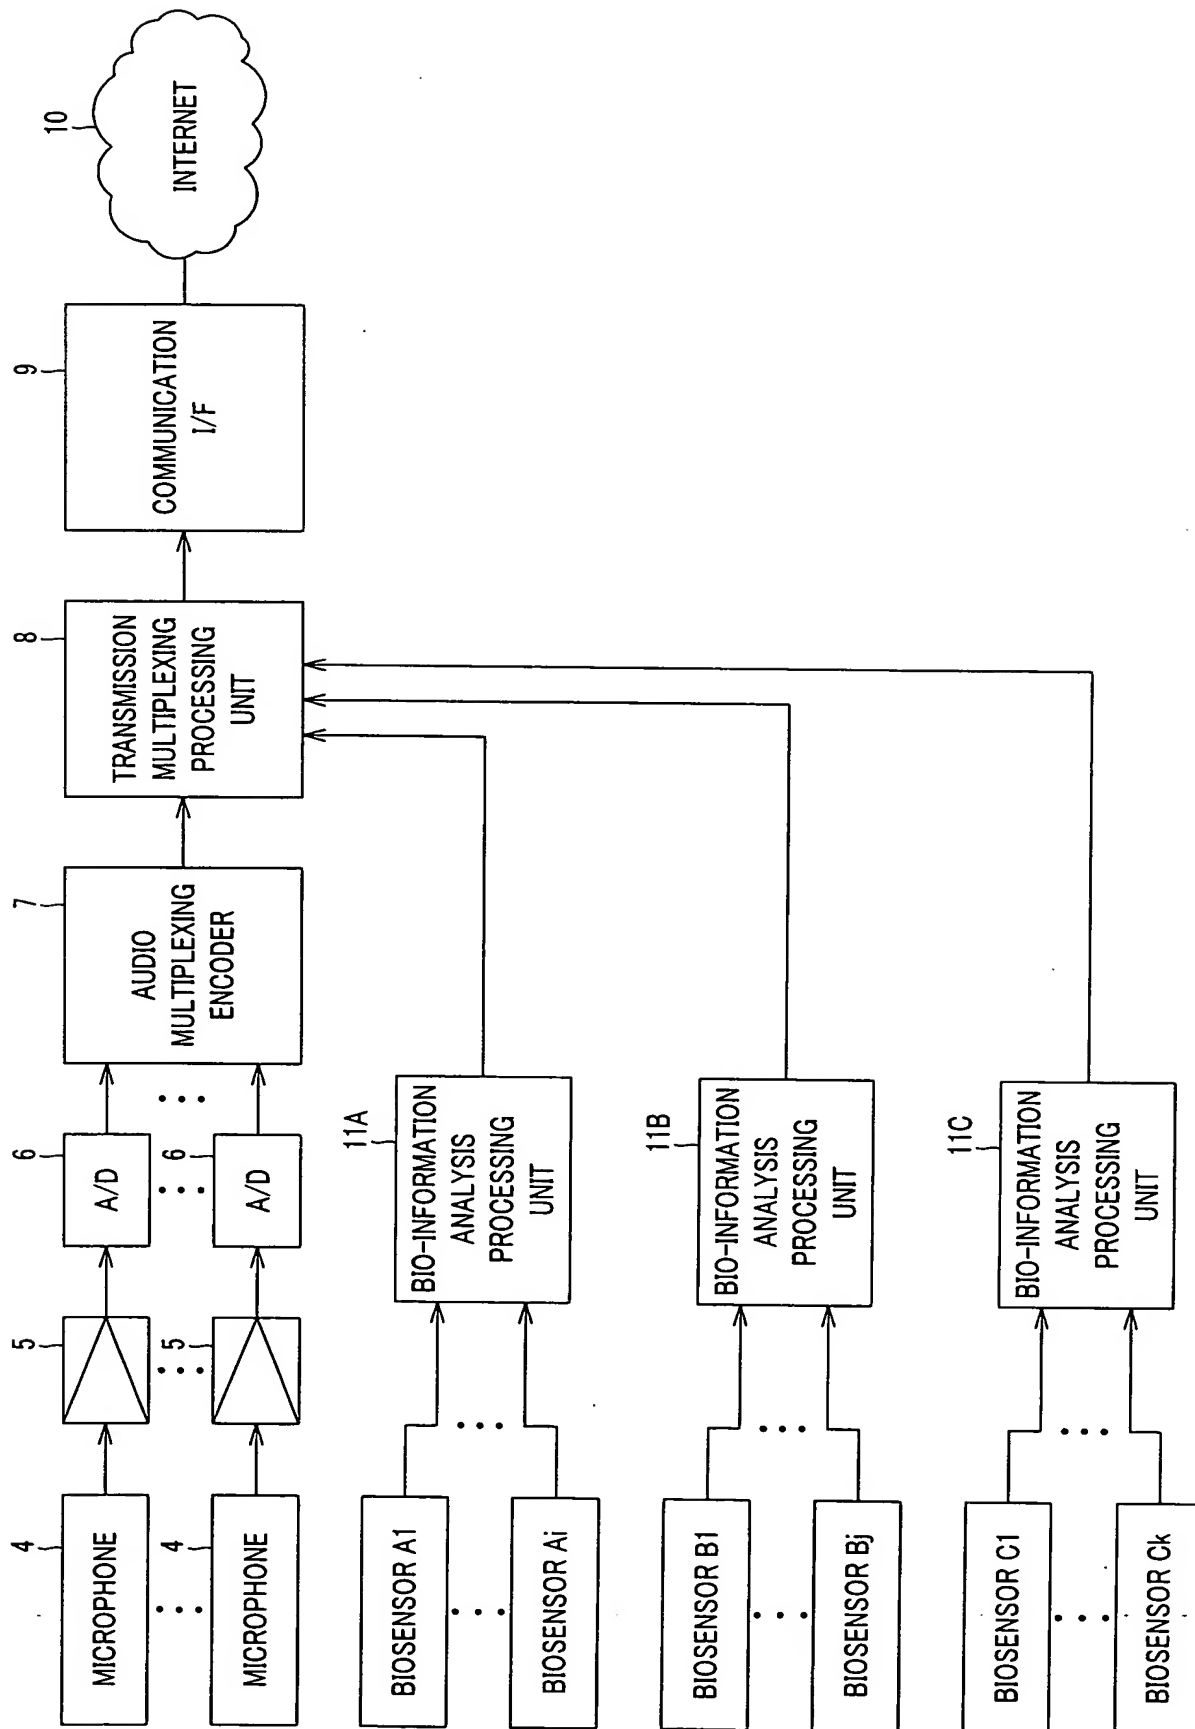 4
MICROPHONE
4
MICROPHONE
5
5
6
A/D
6
A/D
7
AUDIO
MULTIPLEXING
ENCODER
8
TRANSMISSION
MULTIPLEXING
PROCESSING
UNIT
9
COMMUNICATION
I/F
10
INTERNET
BIOSENSOR A1
BIOSENSOR Ai
11A
BIO-INFORMATION
ANALYSIS
PROCESSING
UNIT
BIOSENSOR B1
BIOSENSOR Bj
11B
BIO-INFORMATION
ANALYSIS
PROCESSING
UNIT
BIOSENSOR C1
BIOSENSOR Ck
11C
BIO-INFORMATION
ANALYSIS
PROCESSING
UNIT